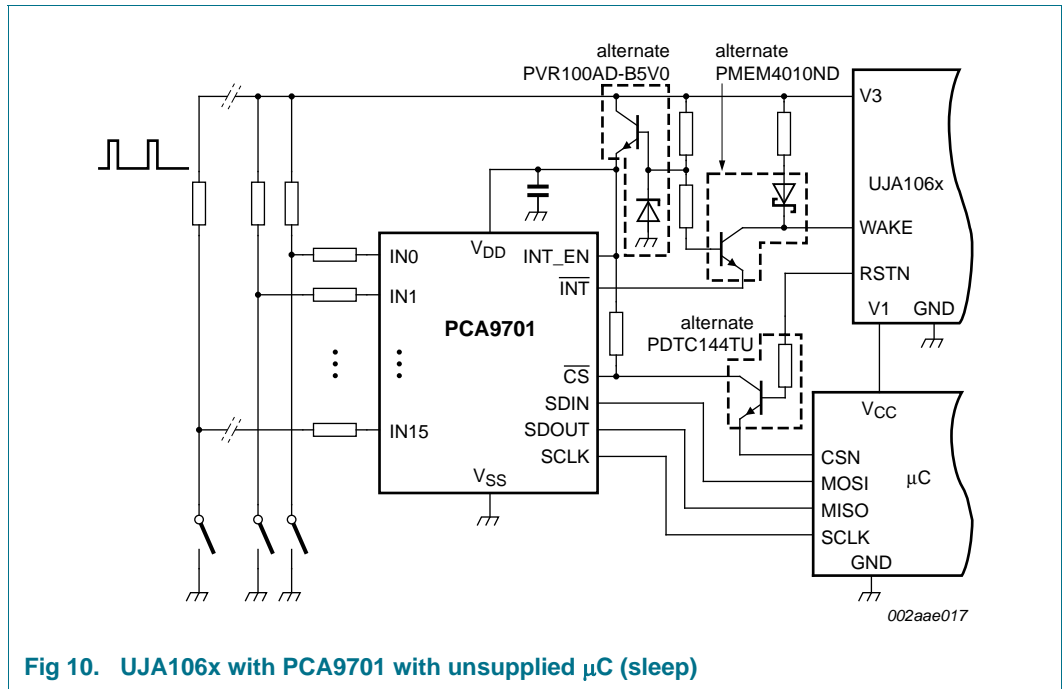 alternate
PVR100AD-B5V0
alternate
PMEM4010ND
V3
UJA106x
WAKE
RSTN
V1
GND
VDD
IN0
INT_EN
IN1
INT
PCA9701
alternate
PDTC144TU
CS
SDIN
IN15
SDOUT
SCLK
VSS
VCC
CSN
μC
MOSI
MISO
SCLK
GND
002aae017
Fig 10. UJA106x with PCA9701 with unsupplied μC (sleep)